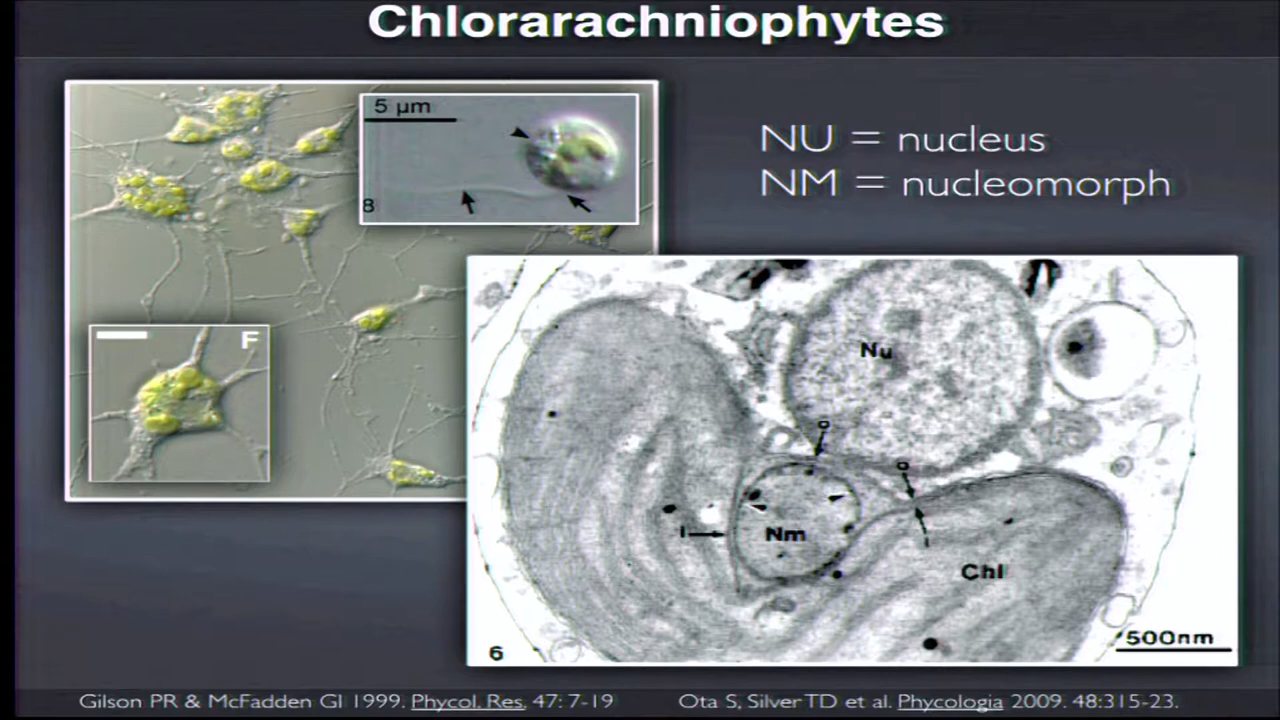 Chlorarachniophytes
5 µm
8
NU = nucleus
NM = nucleomorph
F
Nu
o
o
I
Nm
i
Chl
500nm
6
Gilson PR & McFadden GI 1999. Phycol. Res. 47: 7-19
Ota S, Silver TD et al. Phycologia 2009. 48:315-23.